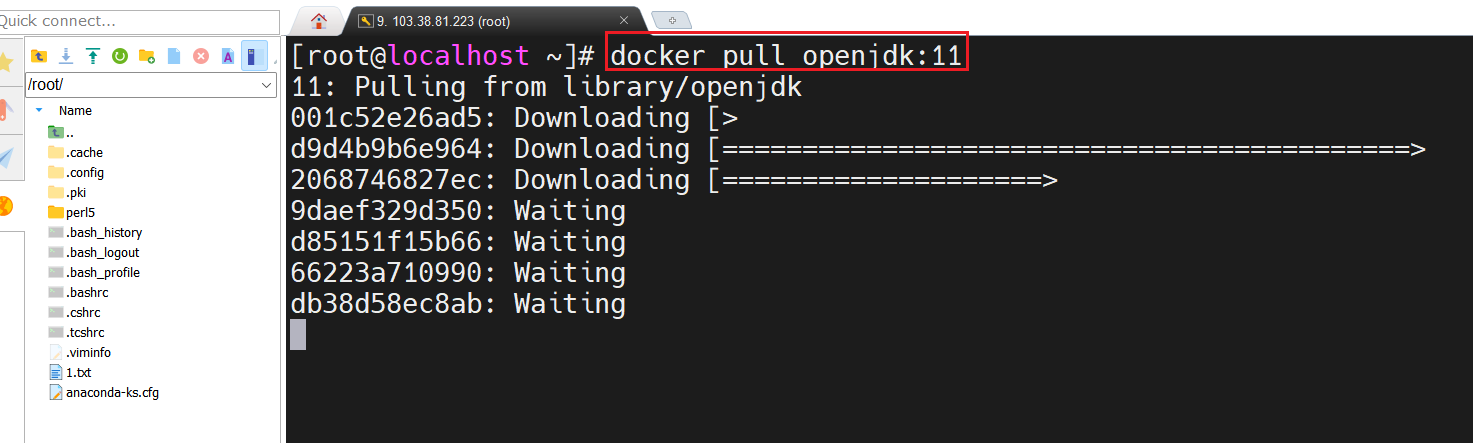 Quick connect...
/root/
Name
..
.cache
.config
.pki
perl5
.bash_history
.bash_logout
.bash_profile
.bashrc
.cshrc
.tcshrc
.viminfo
1.txt
anaconda-ks.cfg
9. 103.38.81.223 (root)
[root@localhost ~]# docker pull openjdk:11
11: Pulling from library/openjdk
001c52e26ad5: Downloading [>
d9d4b9b6e964: Downloading [===========================================>
2068746827ec: Downloading [====================>
9daef329d350: Waiting
d85151f15b66: Waiting
66223a710990: Waiting
db38d58ec8ab: Waiting